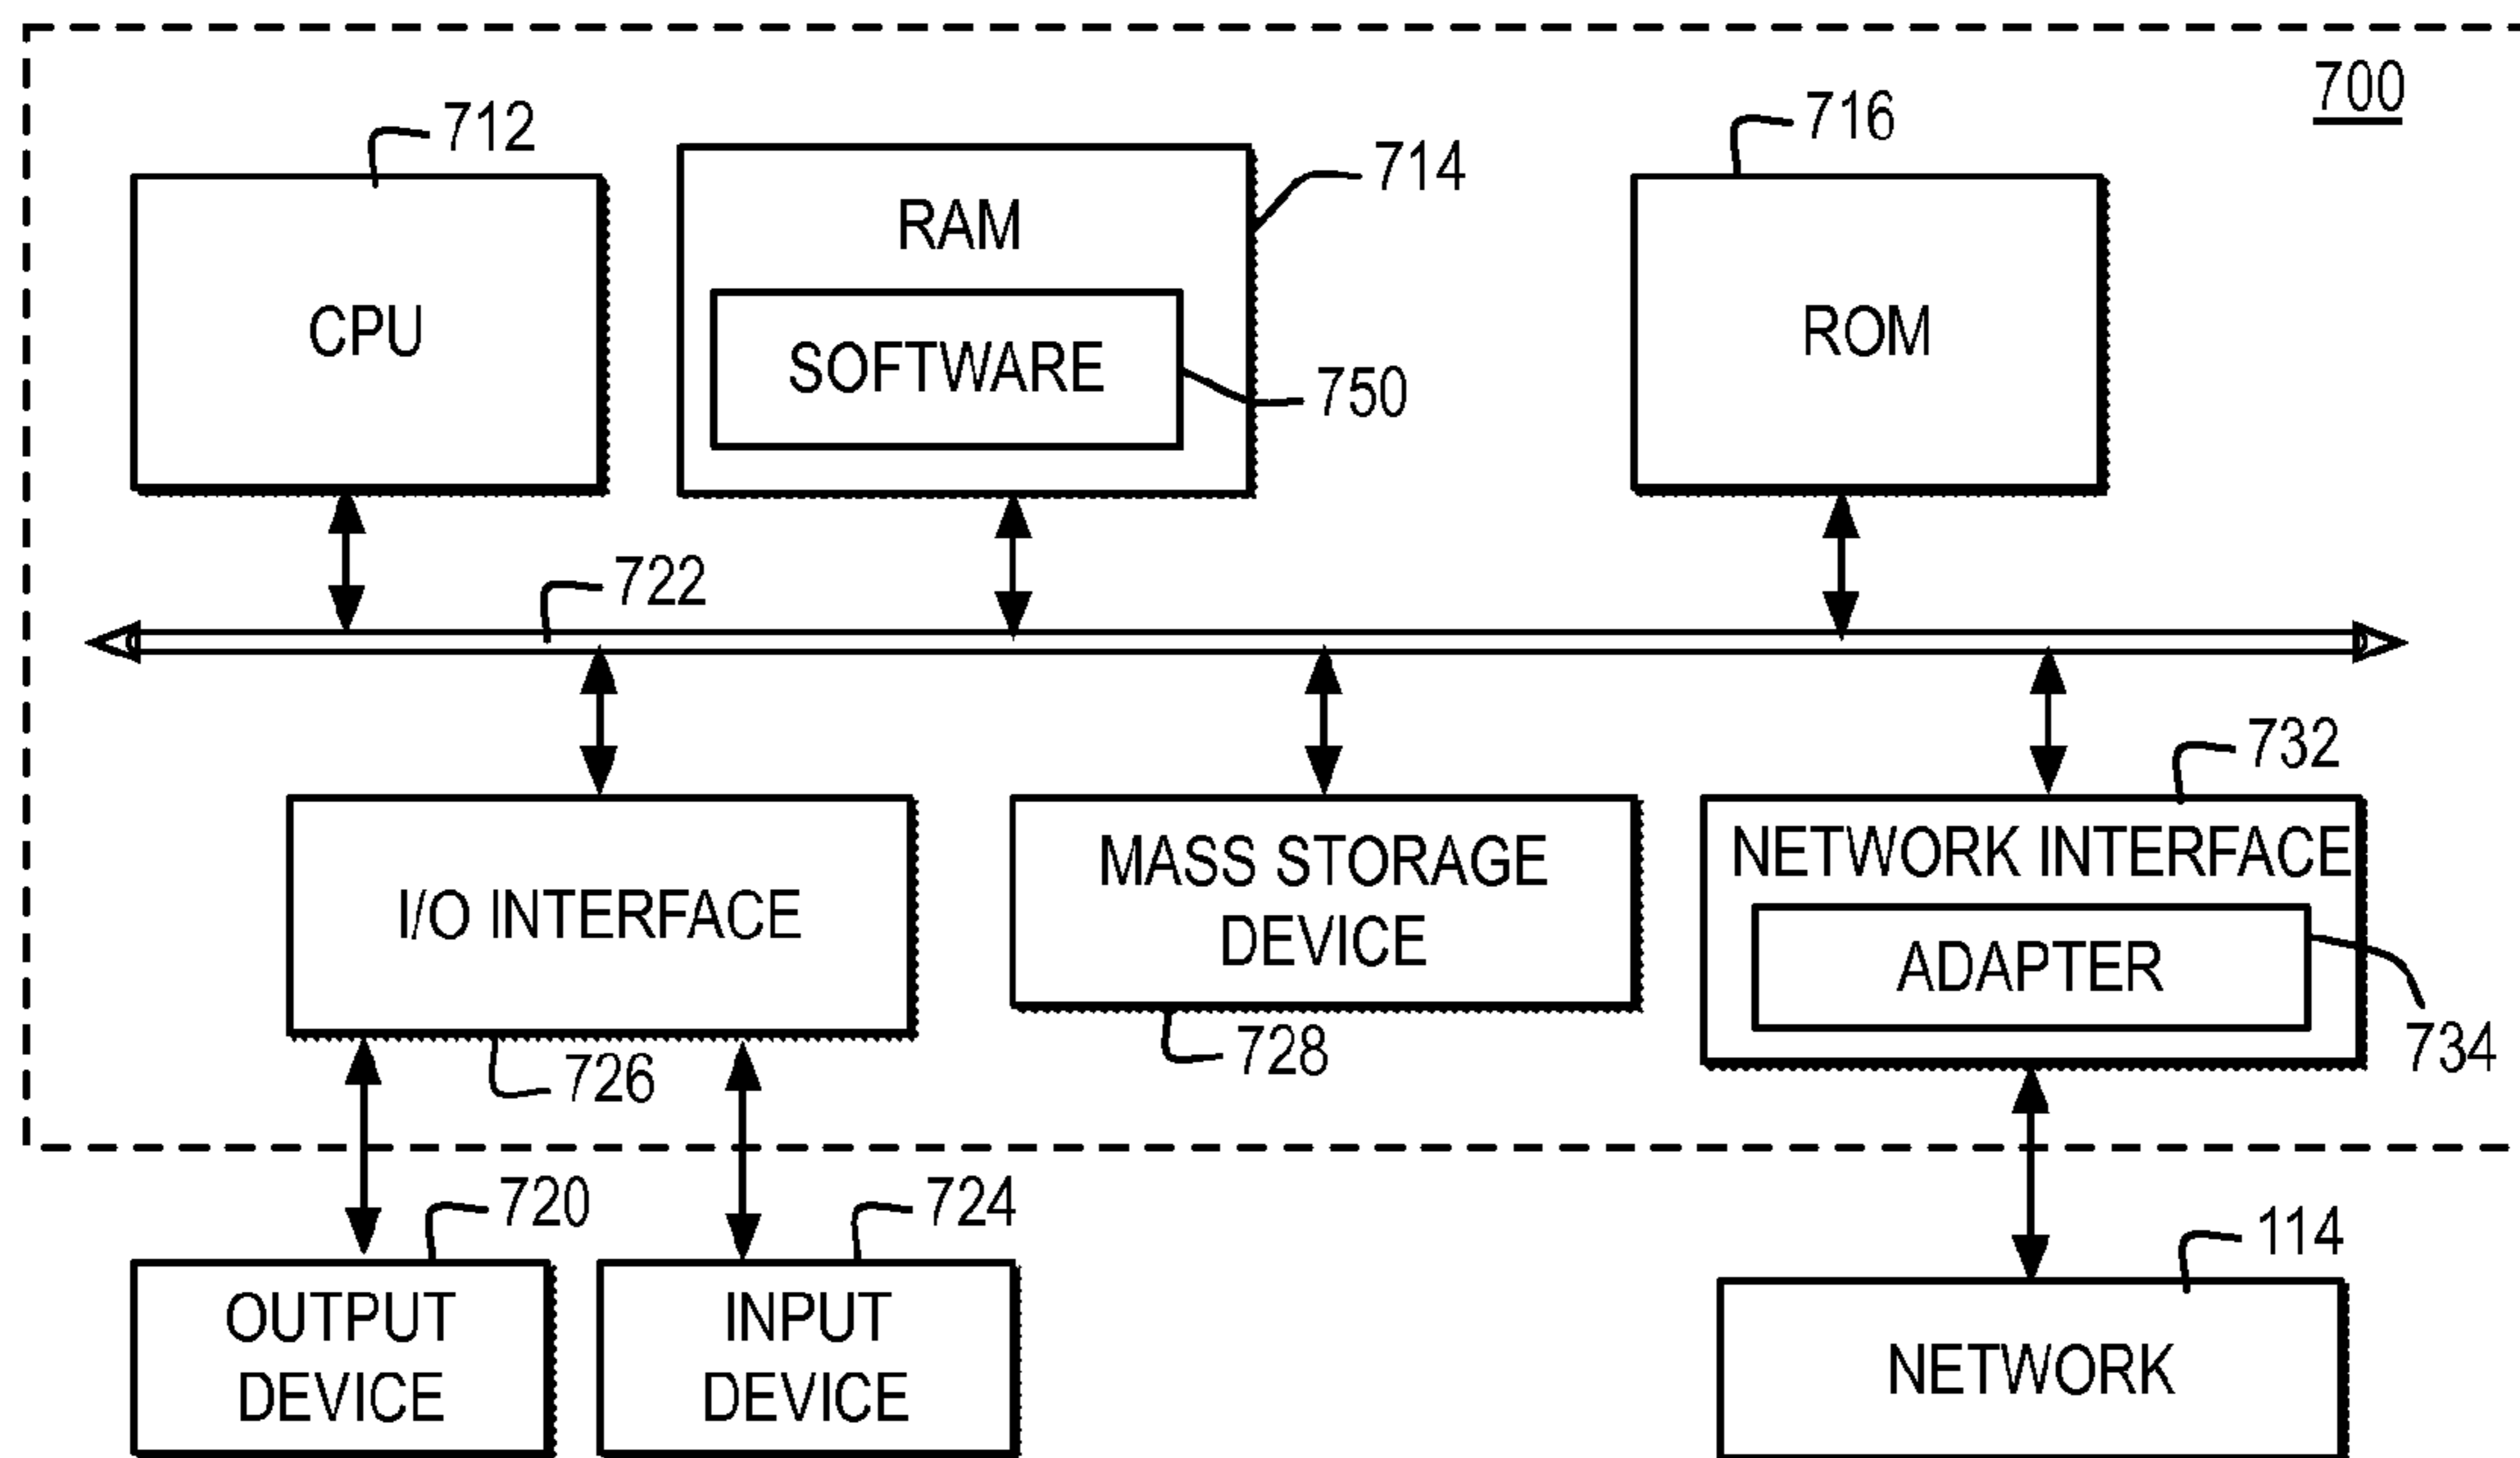 700
712
714
716
CPU
RAM
SOFTWARE
750
ROM
722
732
I/O INTERFACE
726
MASS STORAGE
DEVICE
728
NETWORK INTERFACE
ADAPTER
734
720
724
114
OUTPUT
DEVICE
INPUT
DEVICE
NETWORK